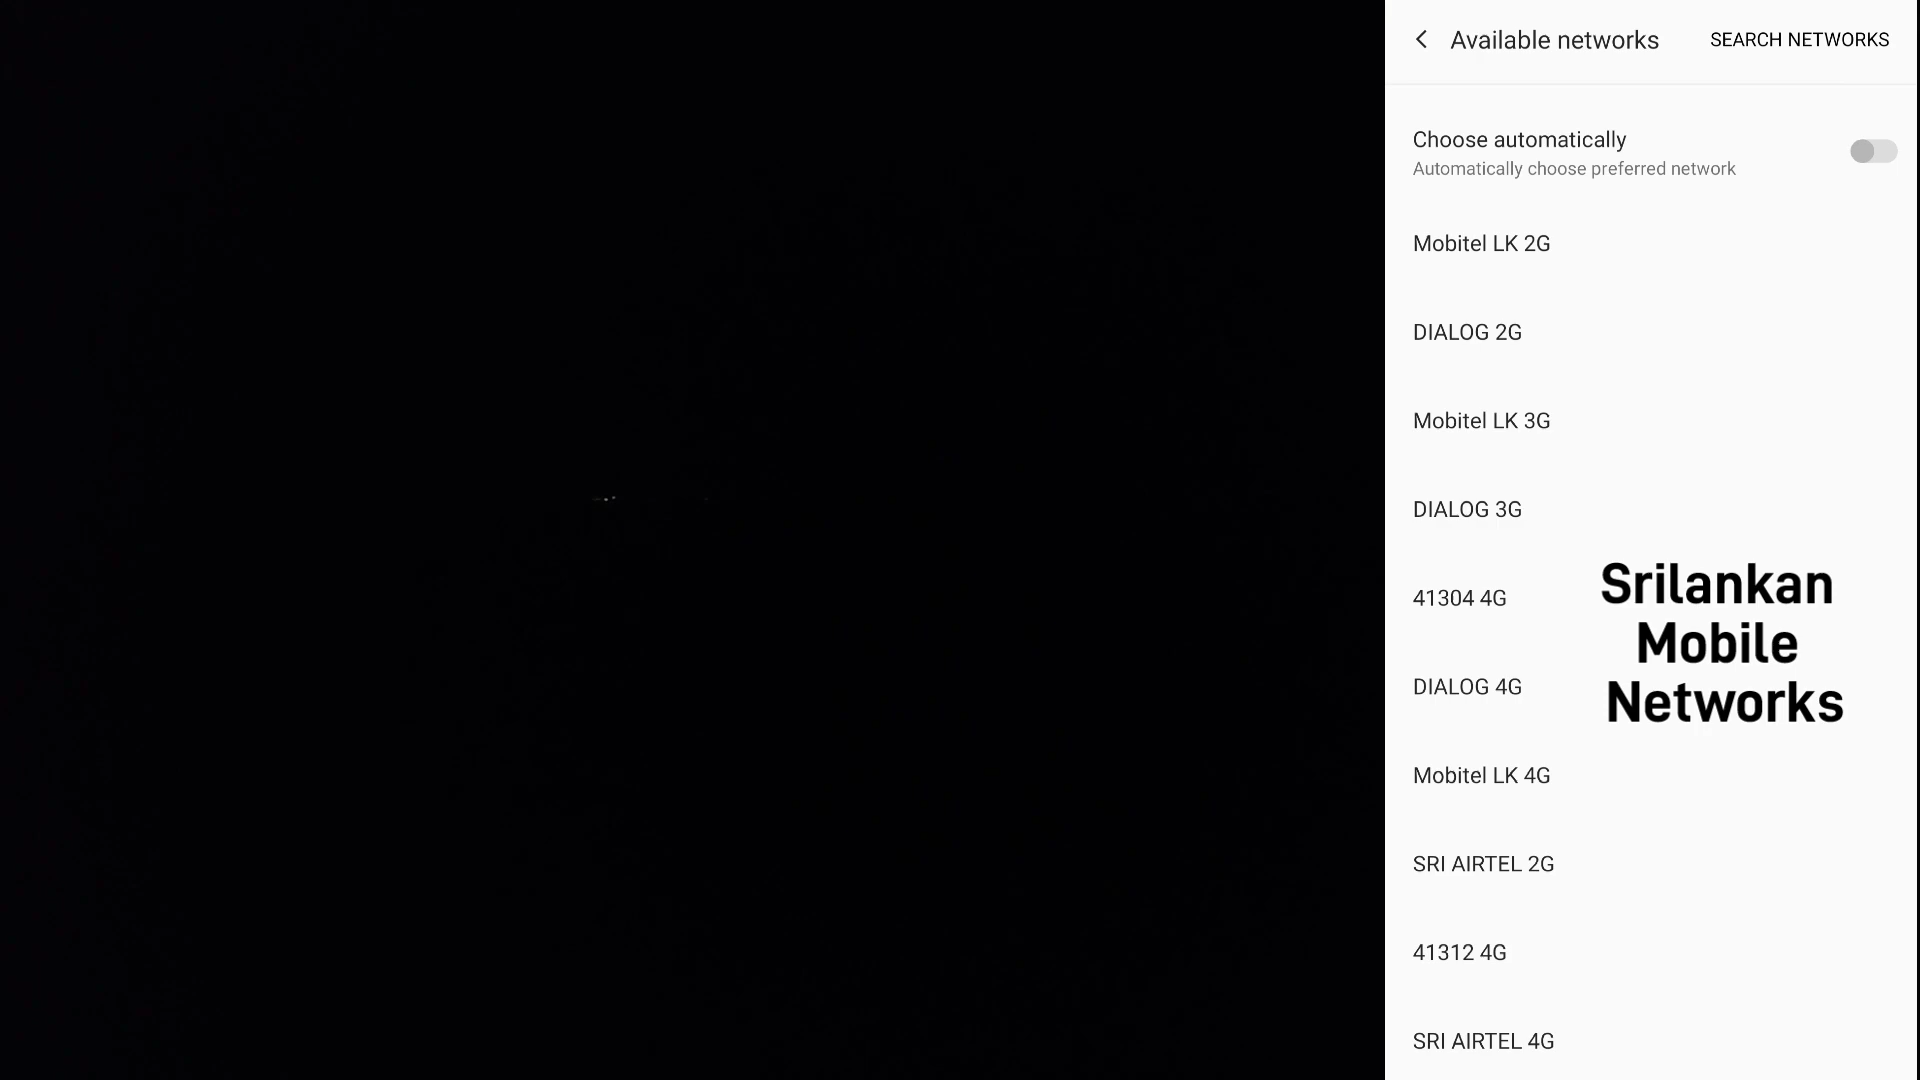 Available networks
SEARCH NETWORKS
Choose automatically
Automatically choose preferred network
Mobitel LK 2G
DIALOG 2G
Mobitel LK 3G
DIALOG 3G
41304 4G
DIALOG 4G
Mobitel LK 4G
SRI AIRTEL 2G
41312 4G
SRI AIRTEL 4G
Srilankan
Mobile
Networks